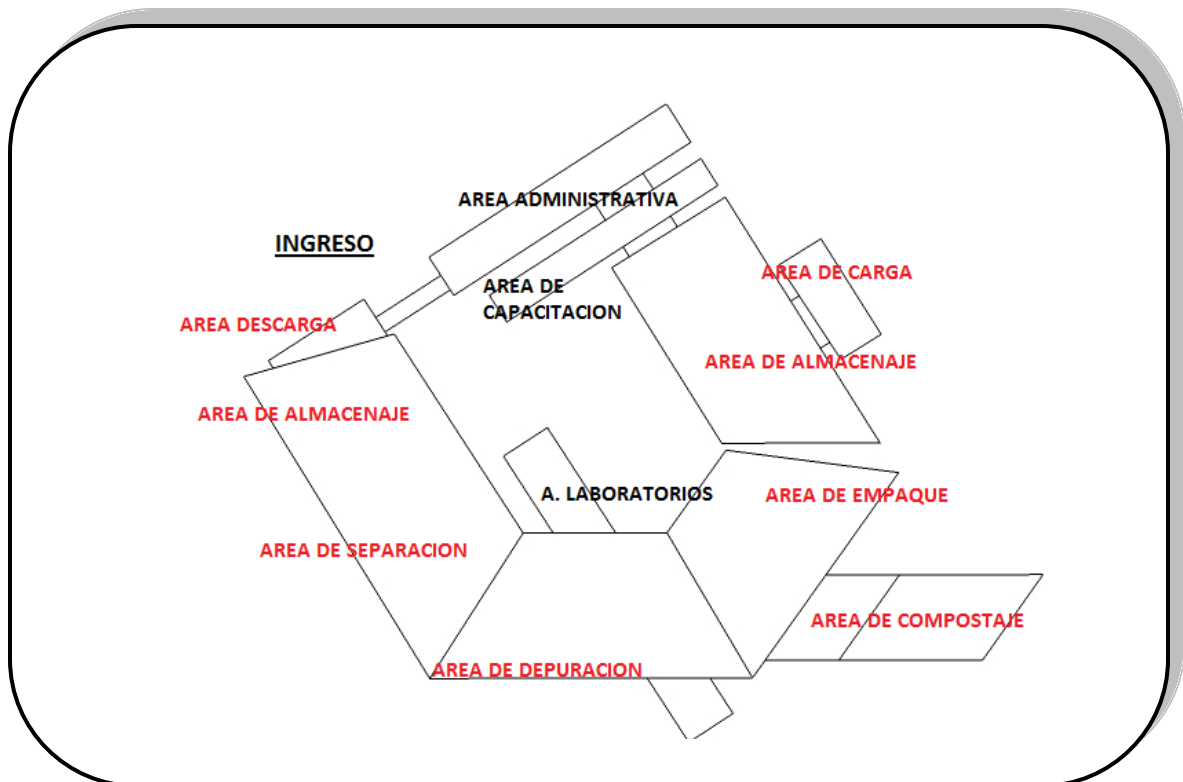 AREA ADMINISTRATIVA
INGRESO
AREA DE CARGA
AREA DE
CAPACITACION
AREA DESCARGA
AREA DE ALMACENAJE
AREA DE ALMACENAJE
A. LABORATORIOS
AREA DE EMPAQUE
AREA DE SEPARACION
AREA DE COMPOSTAJE
AREA DE DEPURACION